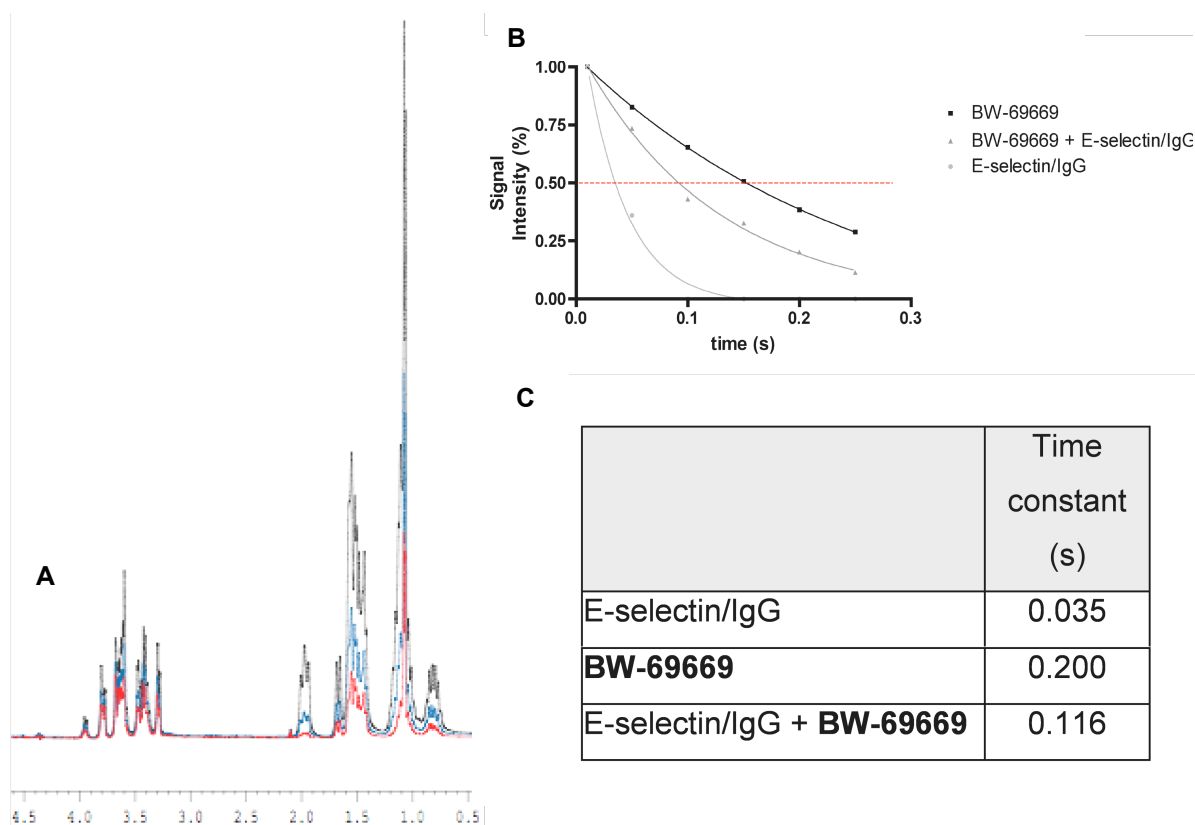 A
4.5 4.0 3.5 3.0 2.5 2.0 1.5 1.0 0.5
B
Signal
Intensity (%)
1.00
0.75
0.50
0.25
0.00
0.0 0.1 0.2 0.3
time (s)
BW-69669
BW-69669 + E-selectin/IgG
E-selectin/IgG
C
Time
constant
(s)
E-selectin/IgG 0.035
BW-69669 0.200
E-selectin/IgG + BW-69669 0.116